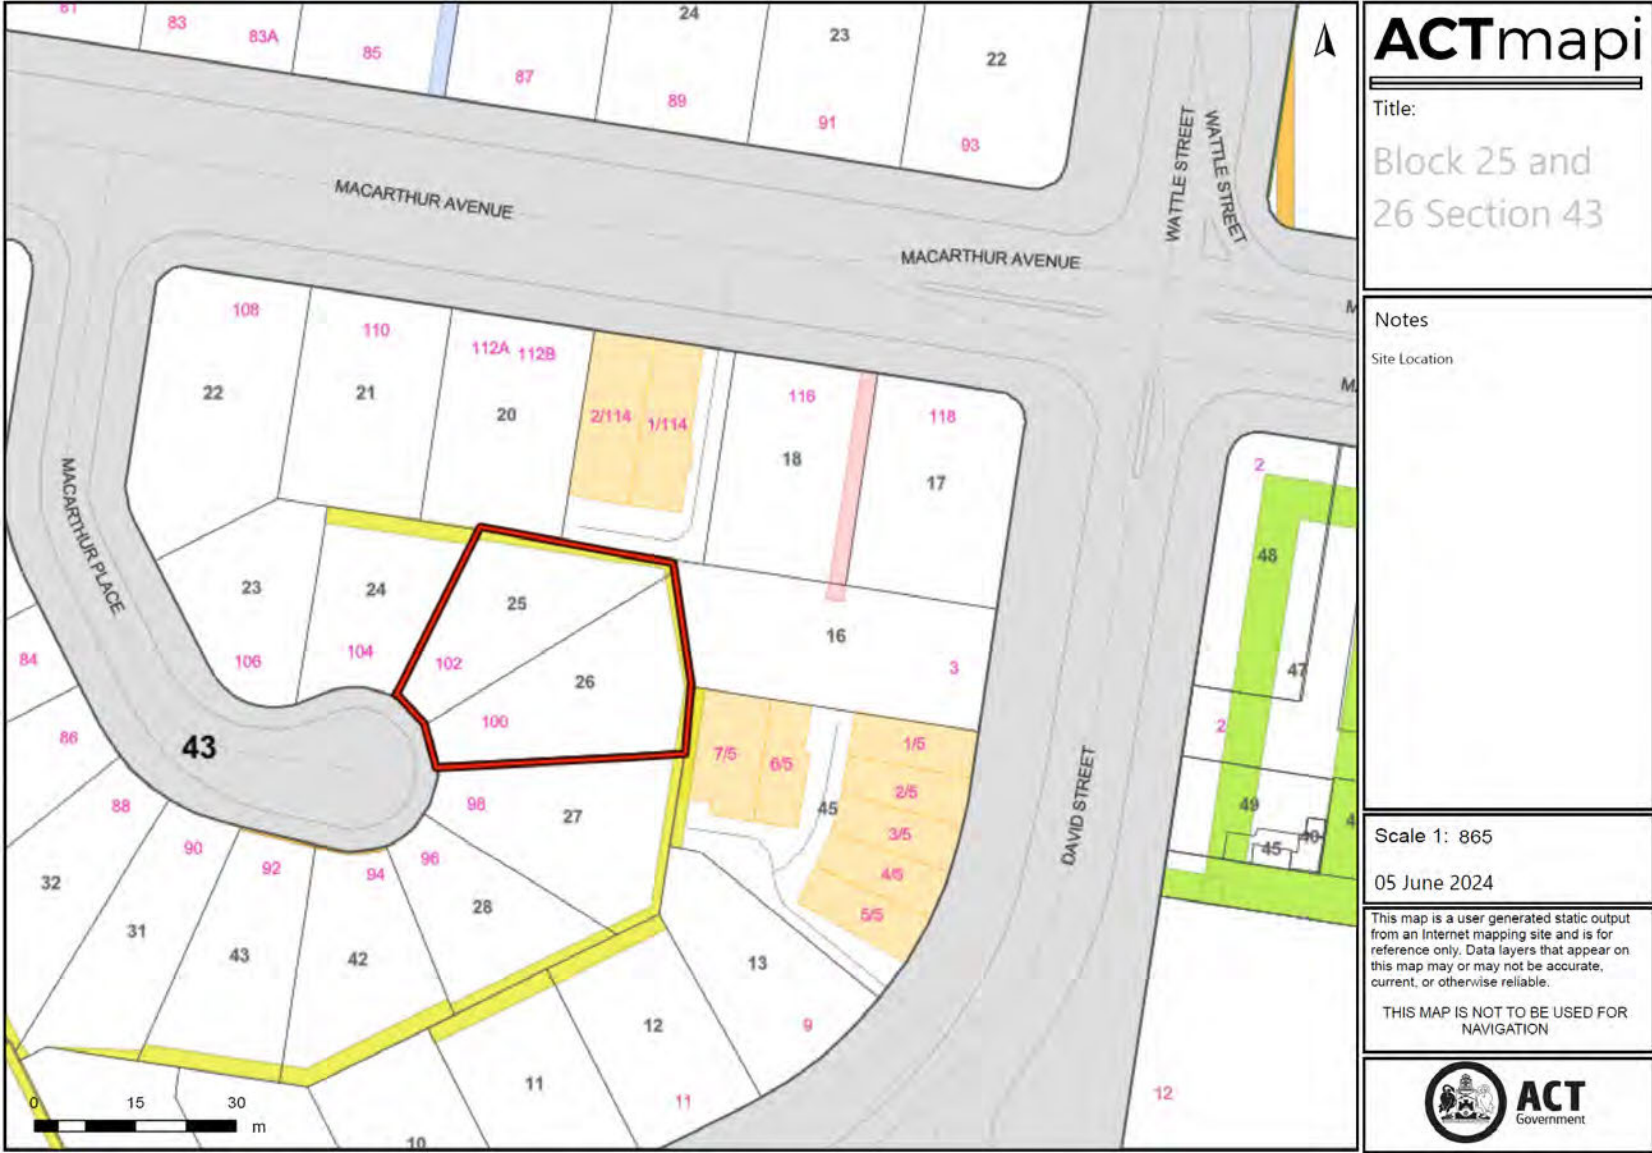 81
83
83A
85
87
24
89
23
91
22
93
MACARTHUR AVENUE
MACARTHUR AVENUE
WATTLE STREET
WATTLE STREET
108
110
112A 112B
22
21
20
2/114
1/114
116
118
18
17
MACARTHUR PLACE
23
24
25
106
104
102
26
100
16
3
2
48
47
2
84
86
43
88
90
92
94
96
98
27
7/5
6/5
1/5
2/5
3/5
4/5
5/5
45
DAVID STREET
49
45
40
32
31
43
42
28
13
12
9
11
11
10
12
0 15 30
m
ACTmapi
Title:
Block 25 and
26 Section 43
Notes
Site Location
Scale 1: 865
05 June 2024
This map is a user generated static output
from an Internet mapping site and is for
reference only. Data layers that appear on
this map may or may not be accurate,
current, or otherwise reliable.
THIS MAP IS NOT TO BE USED FOR
NAVIGATION
ACT
Government